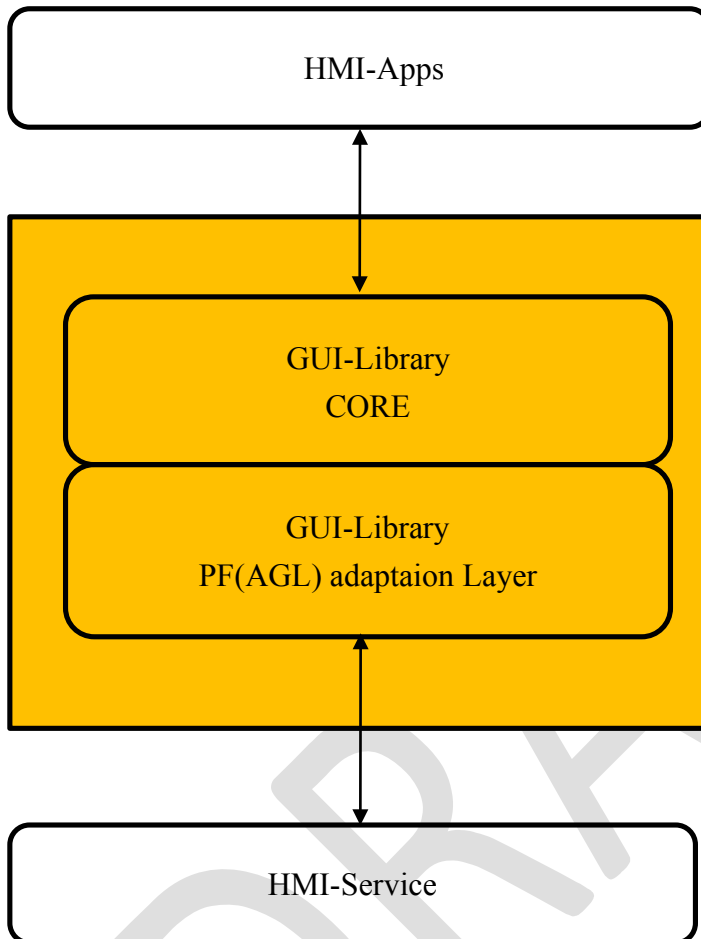 HMI-Apps
GUI-Library
CORE
GUI-Library
PF(AGL) adaptaion Layer
HMI-Service